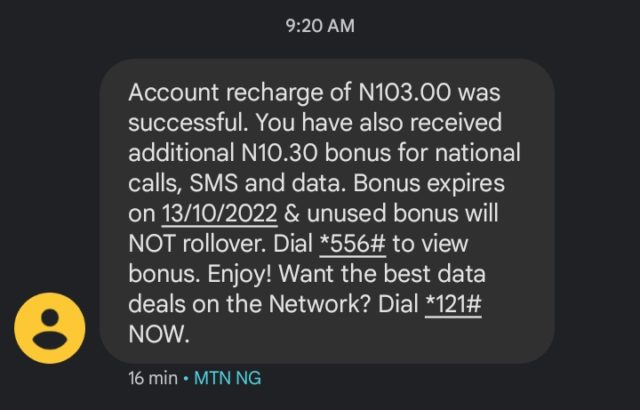 9:20 AM
Account recharge of N103.00 was
successful. You have also received
additional N10.30 bonus for national
calls, SMS and data. Bonus expires
on 13/10/2022 & unused bonus will
NOT rollover. Dial *556# to view
bonus. Enjoy! Want the best data
deals on the Network? Dial *121#
NOW.
16 min • MTN NG